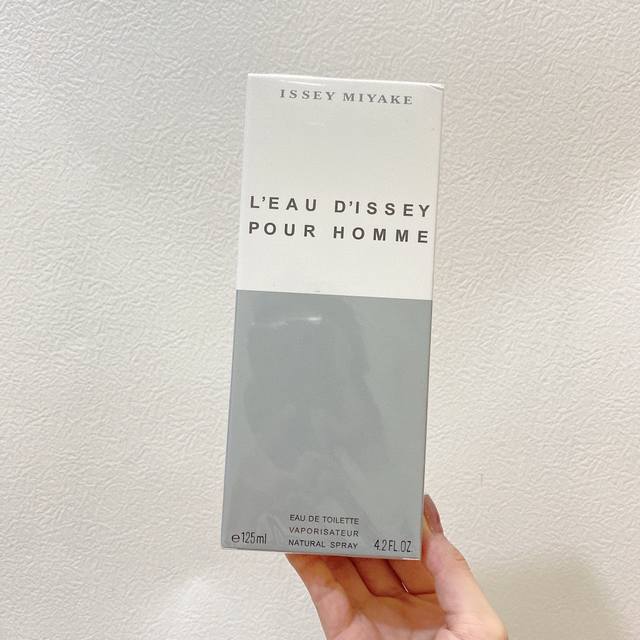 ISSEY MIYAKE
L'EAU D'ISSEY
POUR HOMME
EAU DE TOILETTE
VAPORISATEUR
℮125ml NATURAL SPRAY 4.2 FL.OZ.